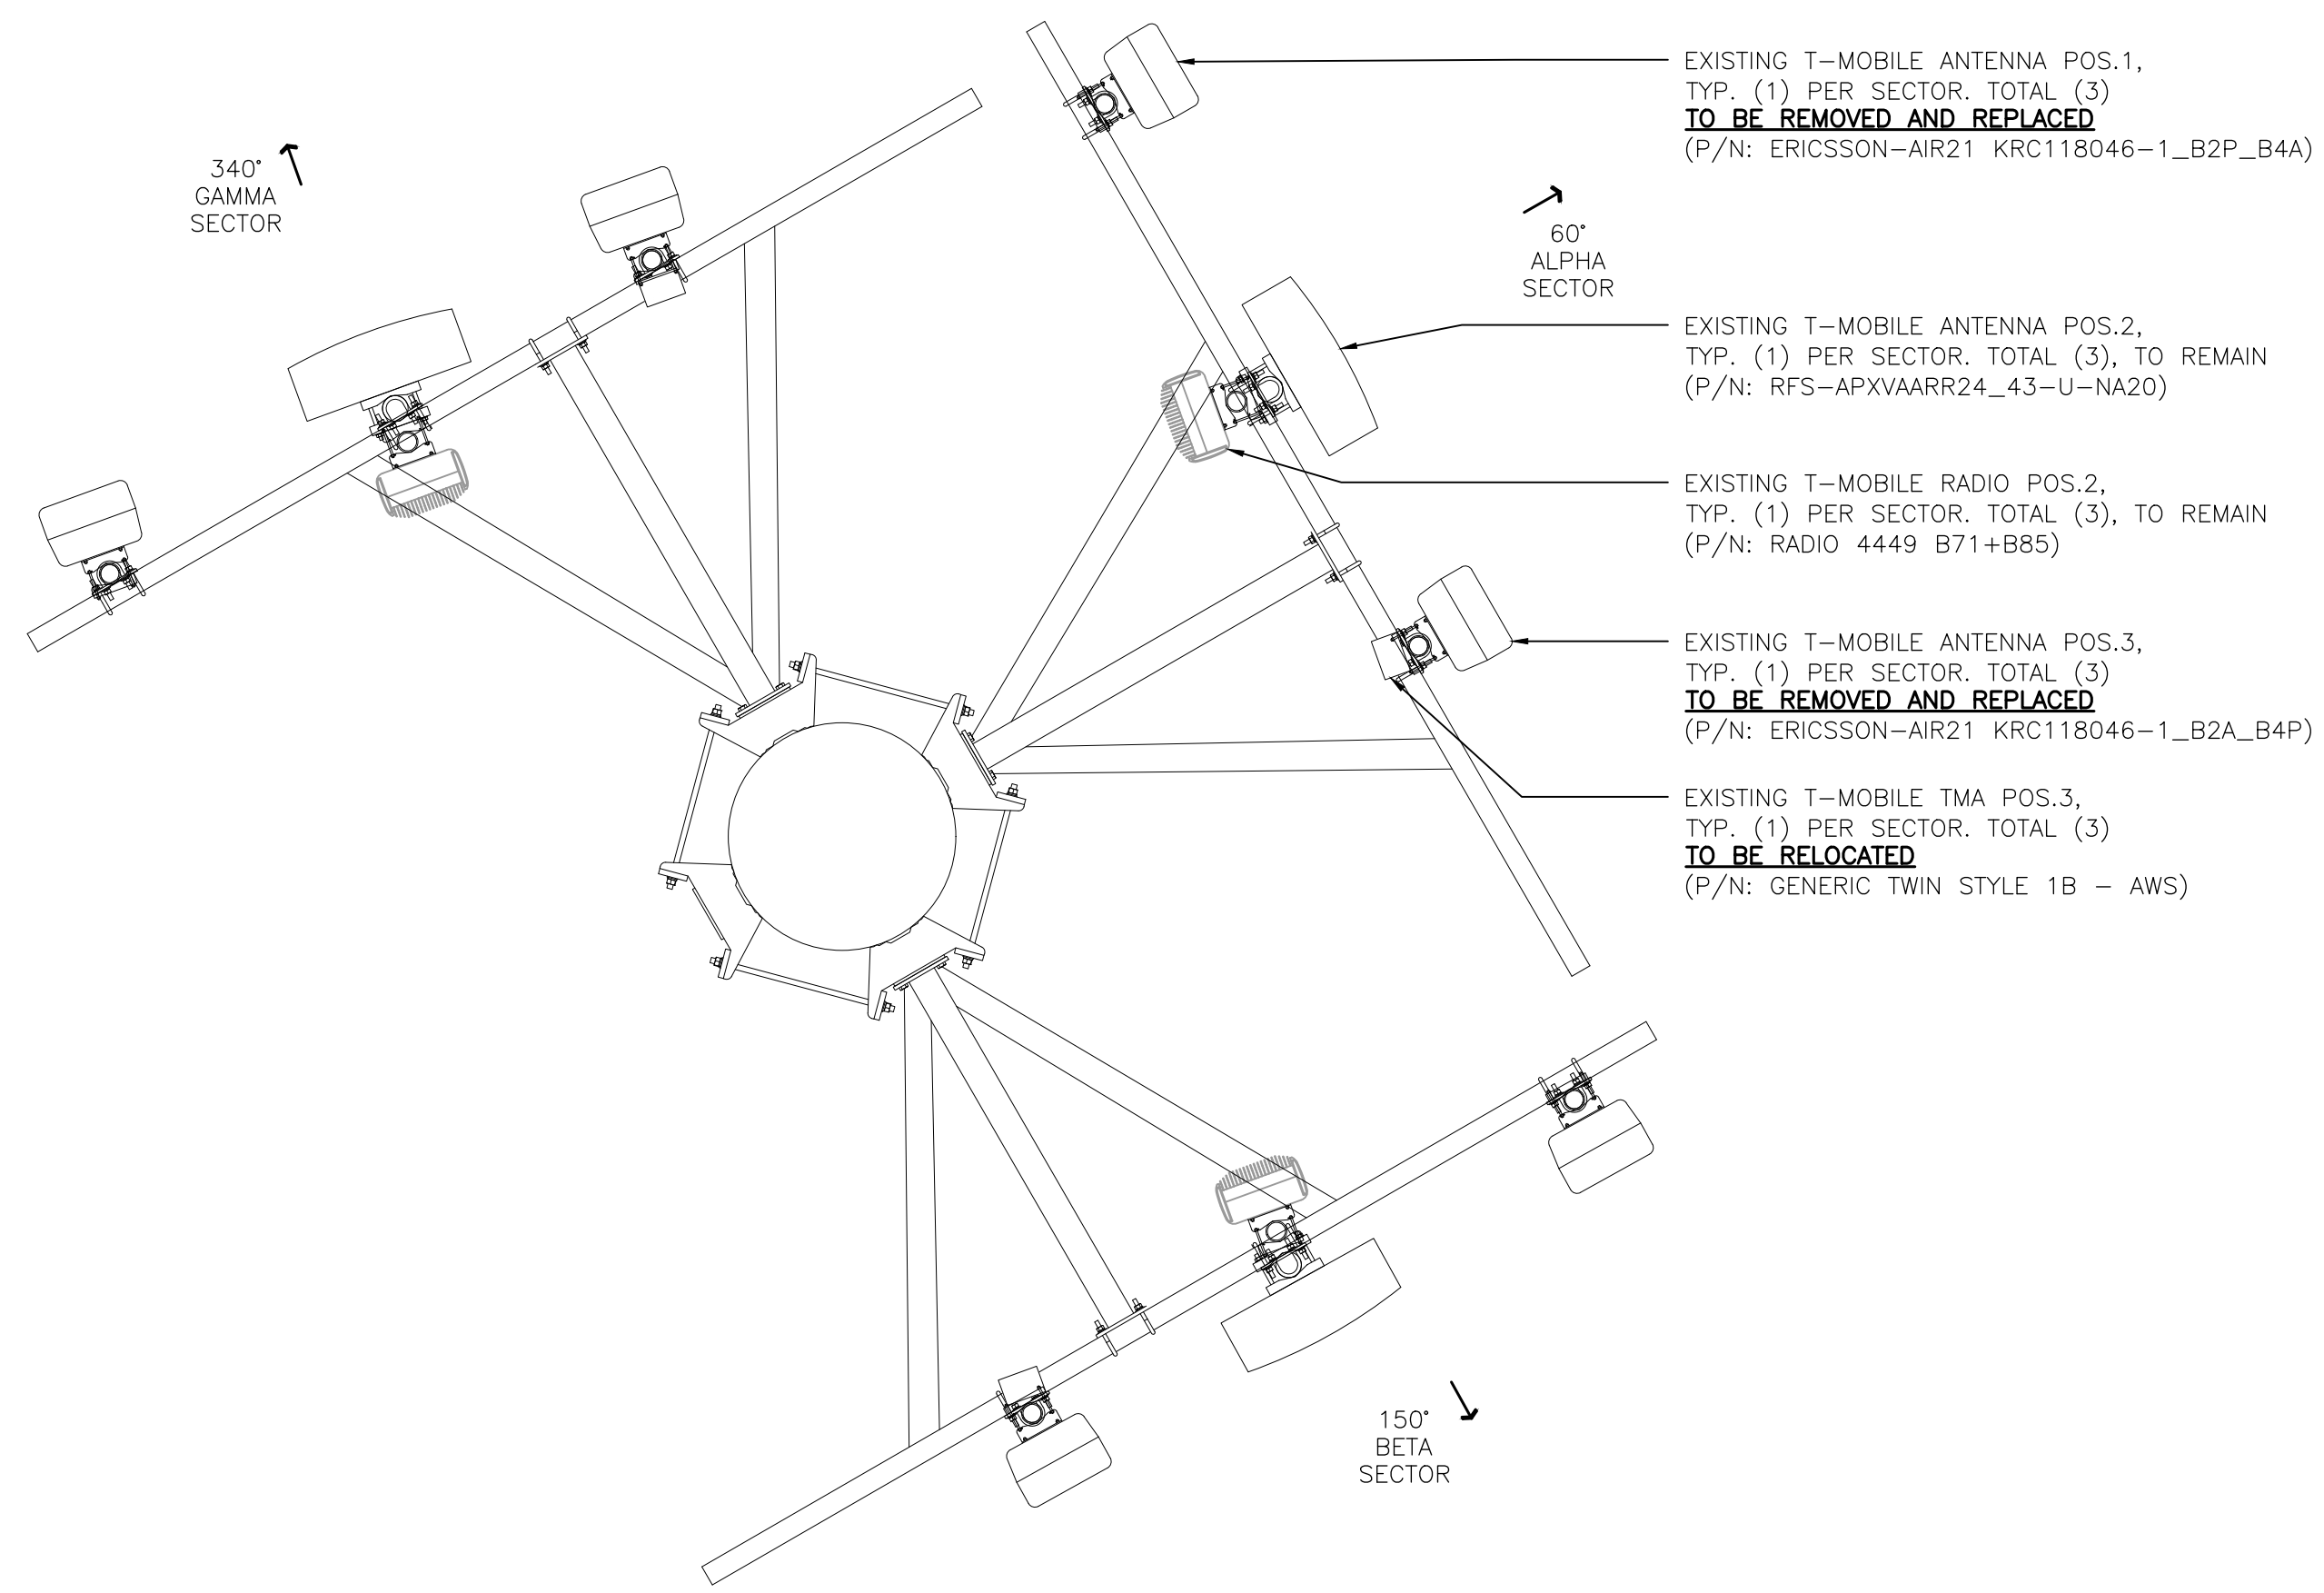 340°
GAMMA
SECTOR
60°
ALPHA
SECTOR
150°
BETA
SECTOR
EXISTING T-MOBILE ANTENNA POS.1,
TYP. (1) PER SECTOR. TOTAL (3)
TO BE REMOVED AND REPLACED
(P/N: ERICSSON-AIR21 KRC118046-1_B2P_B4A)
EXISTING T-MOBILE ANTENNA POS.2,
TYP. (1) PER SECTOR. TOTAL (3), TO REMAIN
(P/N: RFS-APXVAARR24_43-U-NA20)
EXISTING T-MOBILE RADIO POS.2,
TYP. (1) PER SECTOR. TOTAL (3), TO REMAIN
(P/N: RADIO 4449 B71+B85)
EXISTING T-MOBILE ANTENNA POS.3,
TYP. (1) PER SECTOR. TOTAL (3)
TO BE REMOVED AND REPLACED
(P/N: ERICSSON-AIR21 KRC118046-1_B2A_B4P)
EXISTING T-MOBILE TMA POS.3,
TYP. (1) PER SECTOR. TOTAL (3)
TO BE RELOCATED
(P/N: GENERIC TWIN STYLE 1B - AWS)